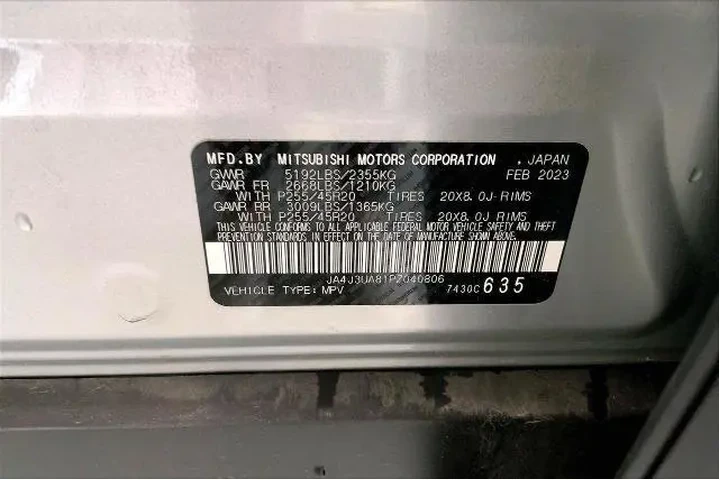 MFD.BY MITSUBISHI MOTORS CORPORATION , JAPAN
GVWR 5192LBS/2355KG FEB 2023
GAWR FR 2668LBS/1210KG
WITH P255/45R20 TIRES 20X8.0J-RIMS
GAWR RR 3009LBS/1365KG
WITH P255/45R20 TIRES 20X8.0J-RIMS
THIS VEHICLE CONFORMS TO ALL APPLICABLE FEDERAL MOTOR VEHICLE SAFETY AND THEFT
PREVENTION STANDARDS IN EFFECT ON THE DATE OF MANUFACTURE SHOWN ABOVE.
JA4J3UA81PZ040806
VEHICLE TYPE: MPV 7430C 635